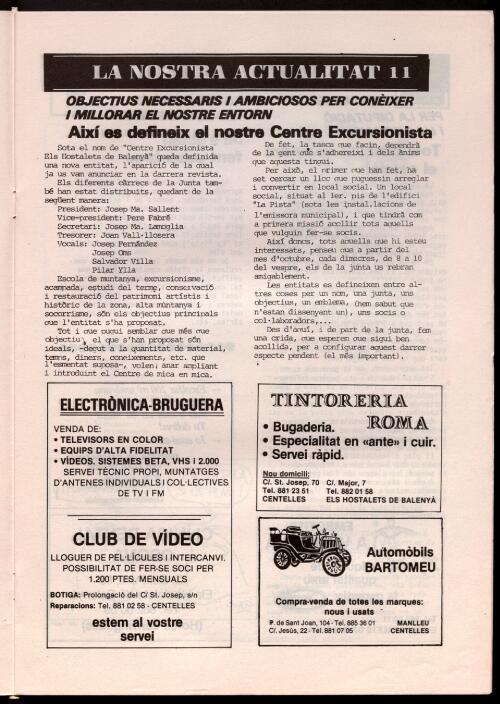 LA NOSTRA ACTUALITAT 11
OBJECTIUS NECESSARIS I AMBICIOSOS PER CONÈIXER
I MILLORAR EL NOSTRE ENTORN
Així es defineix el nostre Centre Excursionista
Sota el nom de "Centre Excursionista
Els Hostalets de Balenyà" queda definida
una nova entitat, l'aparició de la qual
ja us vam anunciar en la darrera revista.
Els diferents càrrecs de la Junta tam-
bé han estat distribuits, quedant de la
següent manera:
President: Josep Ma. Sallent
Vice-president: Pere Fabré
Secretari: Josep Ma. Lamoglia
Tresorer: Joan Vall-llosera
Vocals: Josep Fernández
Josep Oms
Salvador Villa
Pilar Ylla
Escola de muntanya, excursionisme,
acampada, estudi del terme, conservació
i restauració del patrimoni artístis i
històric de la zona, alta muntanya i
socorrisme, són els objectius principals
que l'entitat s'ha proposat.
Tot i que pugui semblar que més que
objectiu, el que s'han proposat són
ideals, -degut a la quantitat de material,
temps, diners, coneixements, etc. que
l'esmentat suposa-, volen anar ampliant
i introduint el Centre de mica en mica.
De fet, la tasca que facin, dependrà
de la gent que s'adhereixi i dels ànims
que aquesta tingui.
Per això, el primer que han fet, ha
set cercar un lloc que poguessin arreglar
i convertir en local social. Un local
social, situat al 1er. pis de l'edifici
"La Pista" (sobre les instal.lacions de
l'emissora municipal), i que tindrà com
a primera missió acollir tots aquells
que vulguin fer-se socis.
Així doncs, tots aquells que hi esteu
interessats, penseu que a partir del
mes d'octubre, cada dimecres, de 8 a 10
del vespre, els de la junta us rebran
amigablement.
Les entitats es defineixen entre al-
tres coses per un nom, una junta, uns
objectius, un emblema, (hem sabut que
n'estan dissenyant un), uns socis o
col·laboradors,...
Des d'aquí, i de part de la junta, fem
una crida, que esperen que sigui ben
acollida, per a configurar aquest darrer
aspecte pendent (el més important).
ELECTRÒNICA-BRUGUERA
VENDA DE:
• TELEVISORS EN COLOR
• EQUIPS D'ALTA FIDELITAT
• VÍDEOS. SISTEMES BETA, VHS I 2.000
SERVEI TÈCNIC PROPI, MUNTATGES
D'ANTENES INDIVIDUALS I COL·LECTIVES
DE TV I FM
CLUB DE VÍDEO
LLOGUER DE PEL·LÍCULES I INTERCANVI.
POSSIBILITAT DE FER-SE SOCI PER
1.200 PTES. MENSUALS
BOTIGA: Prolongació del C/ St. Josep, s/n
Reparacions: Tel. 881 02 58 - CENTELLES
estem al vostre
servei
TINTORERIA
ROMA
• Bugaderia.
• Especialitat en «ante» i cuir.
• Servei ràpid.
Nou domicili:
C/. St. Josep, 70 C/. Major, 7
Tel. 881 23 51 Tel. 882 01 58
CENTELLES ELS HOSTALETS DE BALENYÀ
Automòbils
BARTOMEU
Compra-venda de totes les marques:
nous i usats
P. de Sant Joan, 104 - Tel. 885 36 01 MANLLEU
C/. Jesús, 22 - Tel. 881 07 05 CENTELLES